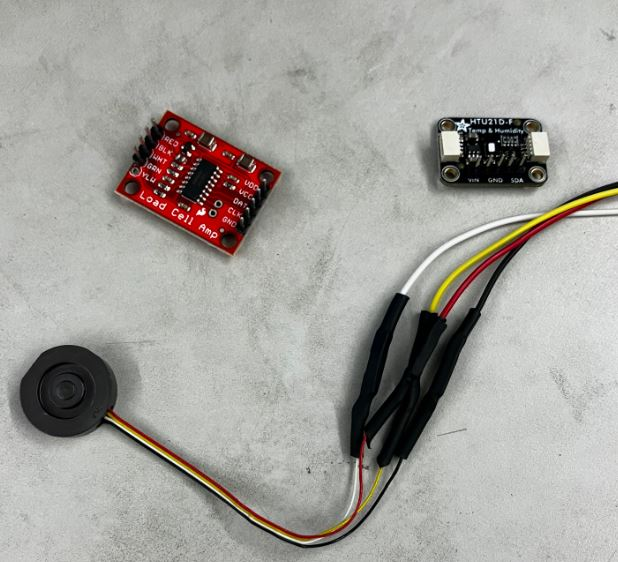 RED
BLK
WHT
GRN
YLW
VDD
VCC
DAT
CLK
GND
Load Cell Amp
HTU21D-F
Temp & Humidity
VIN GND SDA